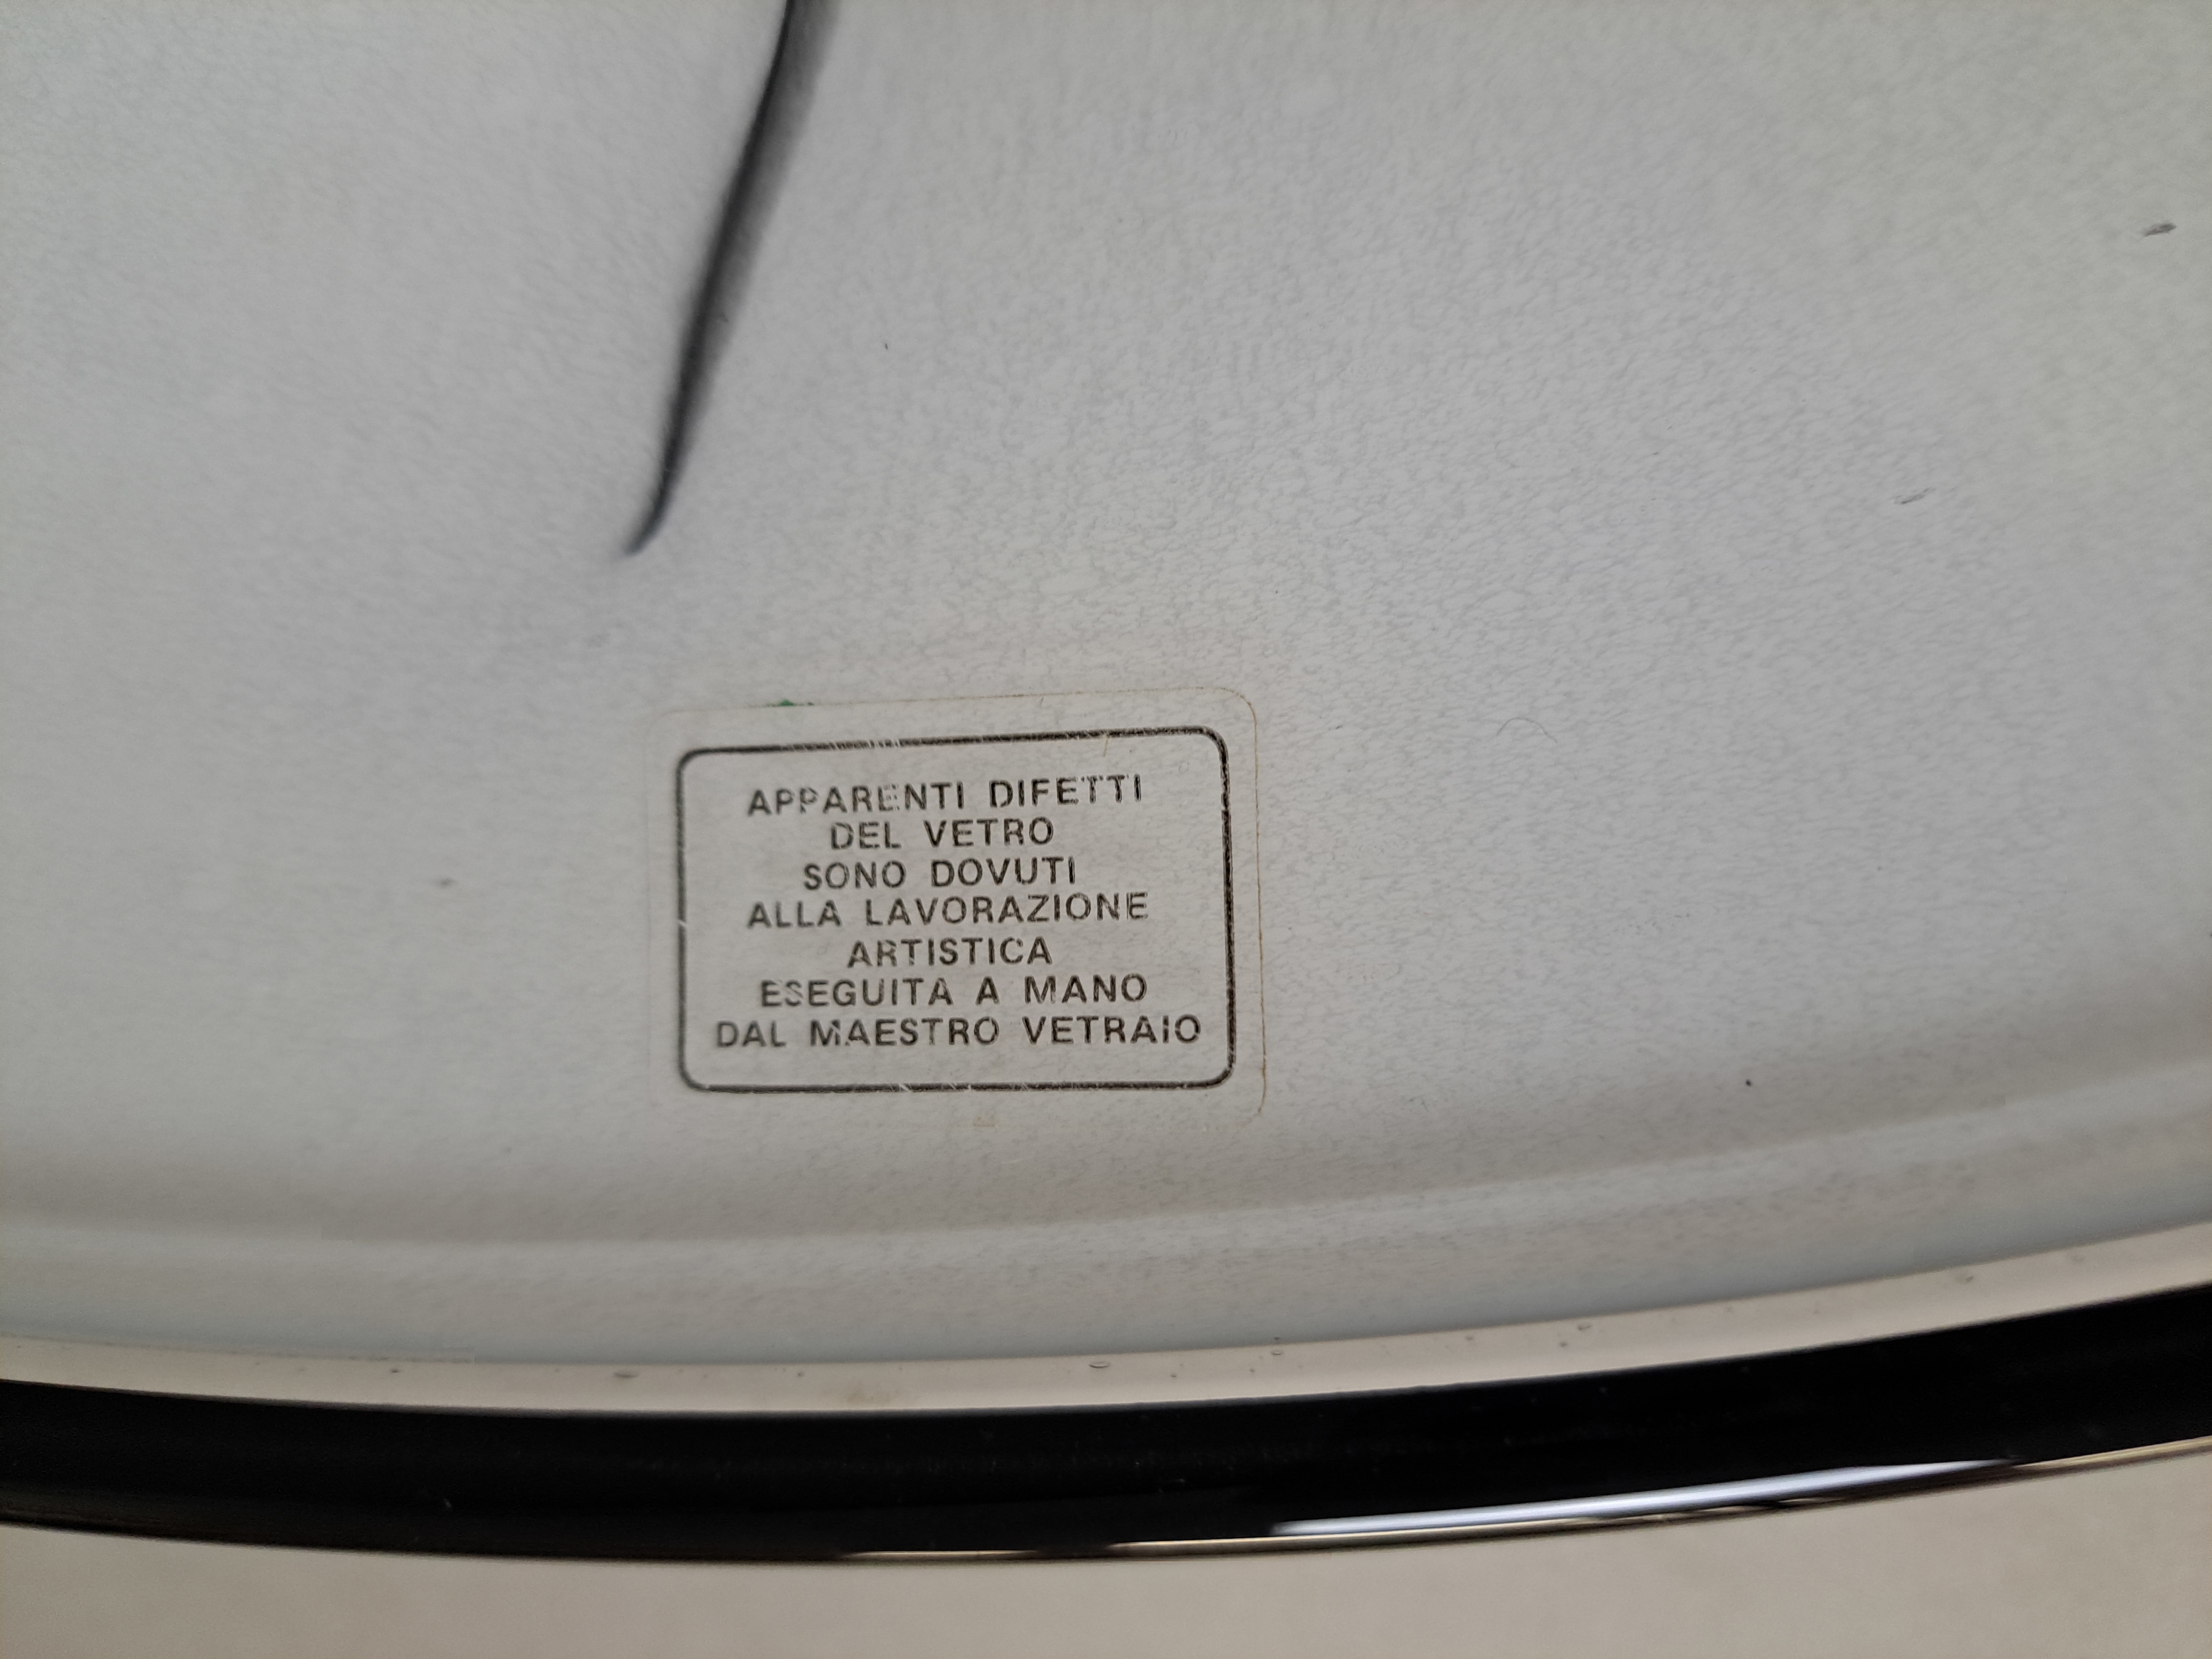 APPARENTI DIFETTI
DEL VETRO
SONO DOVUTI
ALLA LAVORAZIONE
ARTISTICA
ESEGUITA A MANO
DAL MAESTRO VETRAIO